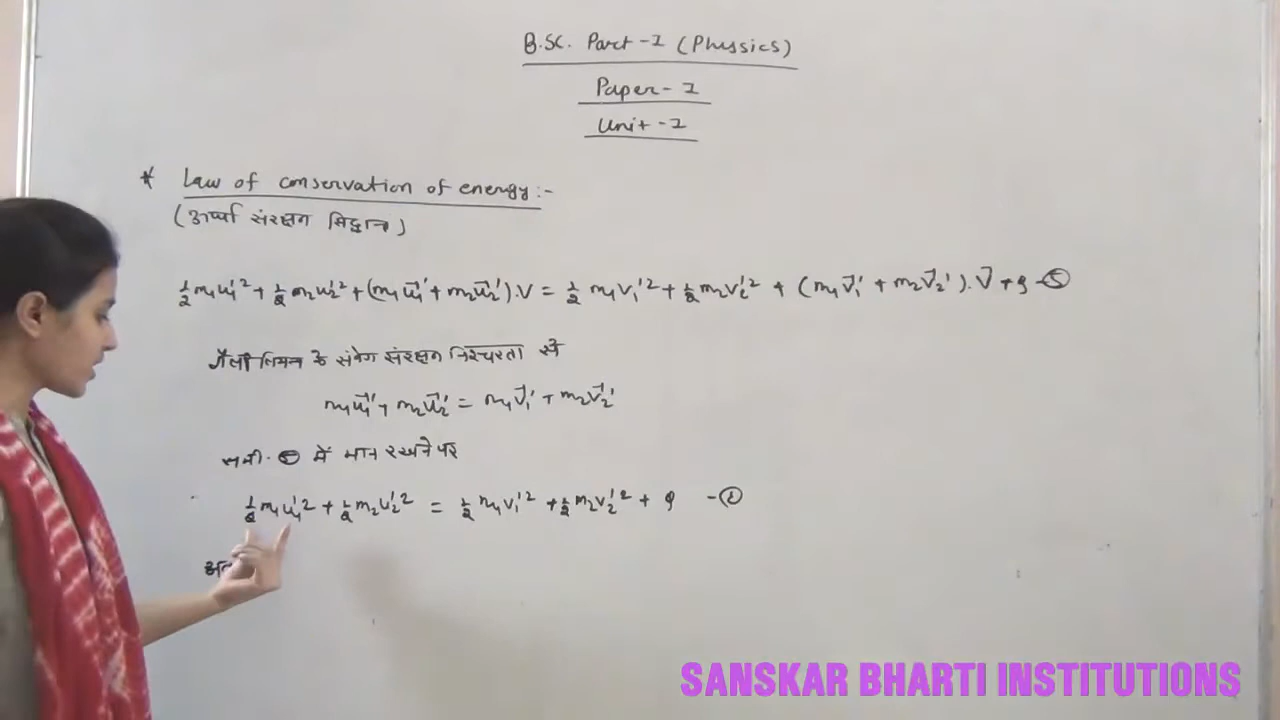 B.Sc. Part-I (Physics)
Paper-I
Unit-I
* Law of conservation of energy:-
(ऊर्जा संरक्षण सिद्धान्त)
½m₁u₁'² + ½m₂u₂'² + (m₁u⃗₁' + m₂u⃗₂').V = ½ m₁v₁'² + ½m₂v₂'² + (m₁v⃗₁' + m₂v⃗₂').V⃗ + Q -⑤
के संवेग संरक्षण निश्चरता से
m₁u⃗₁' + m₂u⃗₂' = m₁v⃗₁' + m₂v⃗₂'
समी. ⑤ में मान रखने पर
½m₁u₁'² + ½m₂u₂'² = ½m₁v₁'² + ½m₂v₂'² + Q
SANSKAR BHARTI INSTITUTIONS